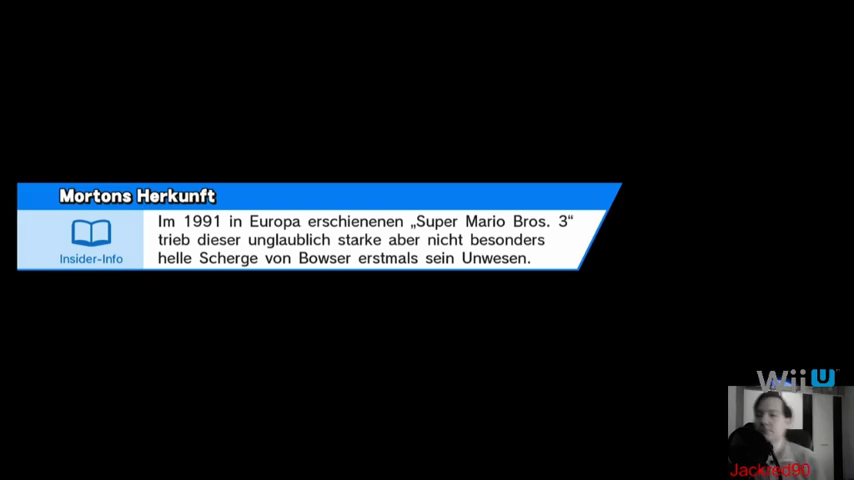 Mortons Herkunft
Im 1991 in Europa erschienenen „Super Mario Bros. 3“
trieb dieser unglaublich starke aber nicht besonders
helle Scherge von Bowser erstmals sein Unwesen.
Insider-Info
Wii U
Jackred90